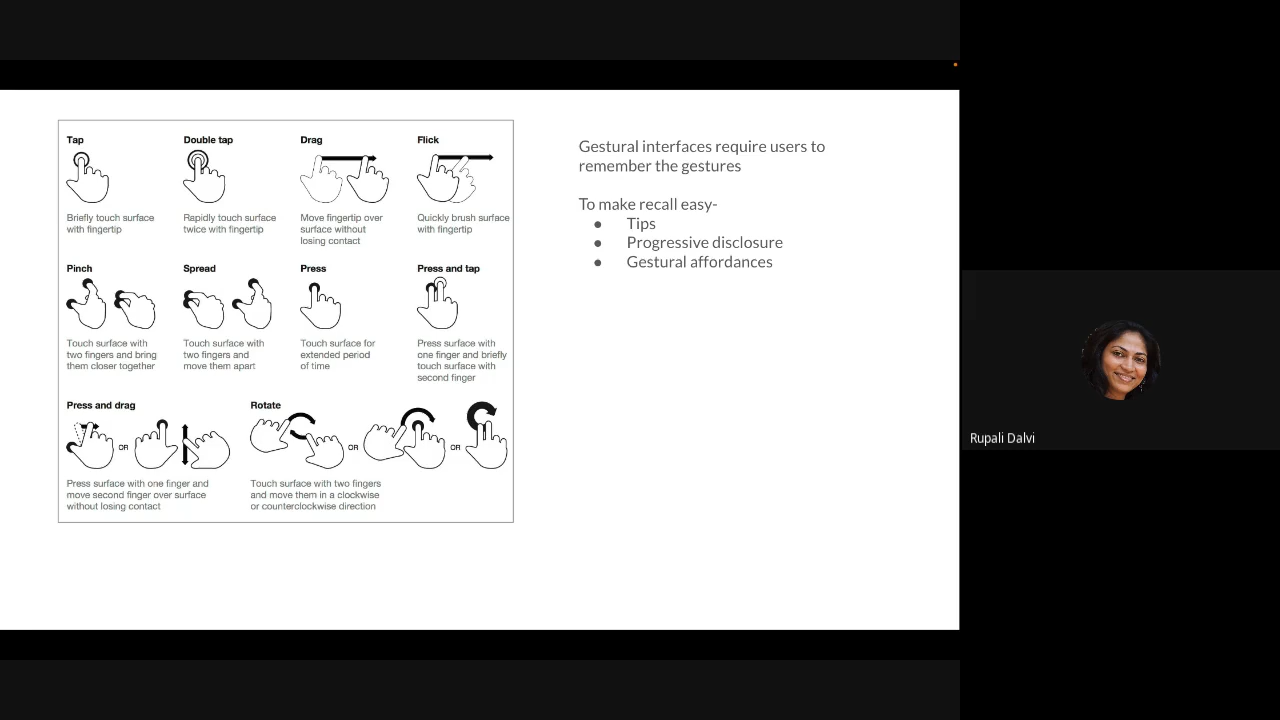 Tap
Briefly touch surface
with fingertip
Double tap
Rapidly touch surface
twice with fingertip
Drag
Move fingertip over
surface without
losing contact
Flick
Quickly brush surface
with fingertip
Pinch
Touch surface with
two fingers and bring
them closer together
Spread
Touch surface with
two fingers and
move them apart
Press
Touch surface for
extended period
of time
Press and tap
Press surface with
one finger and briefly
touch surface with
second finger
Press and drag
OR
Press surface with one finger and
move second finger over surface
without losing contact
Rotate
OR
OR
Touch surface with two fingers
and move them in a clockwise
or counterclockwise direction
Gestural interfaces require users to
remember the gestures
To make recall easy-
● Tips
● Progressive disclosure
● Gestural affordances
Rupali Dalvi